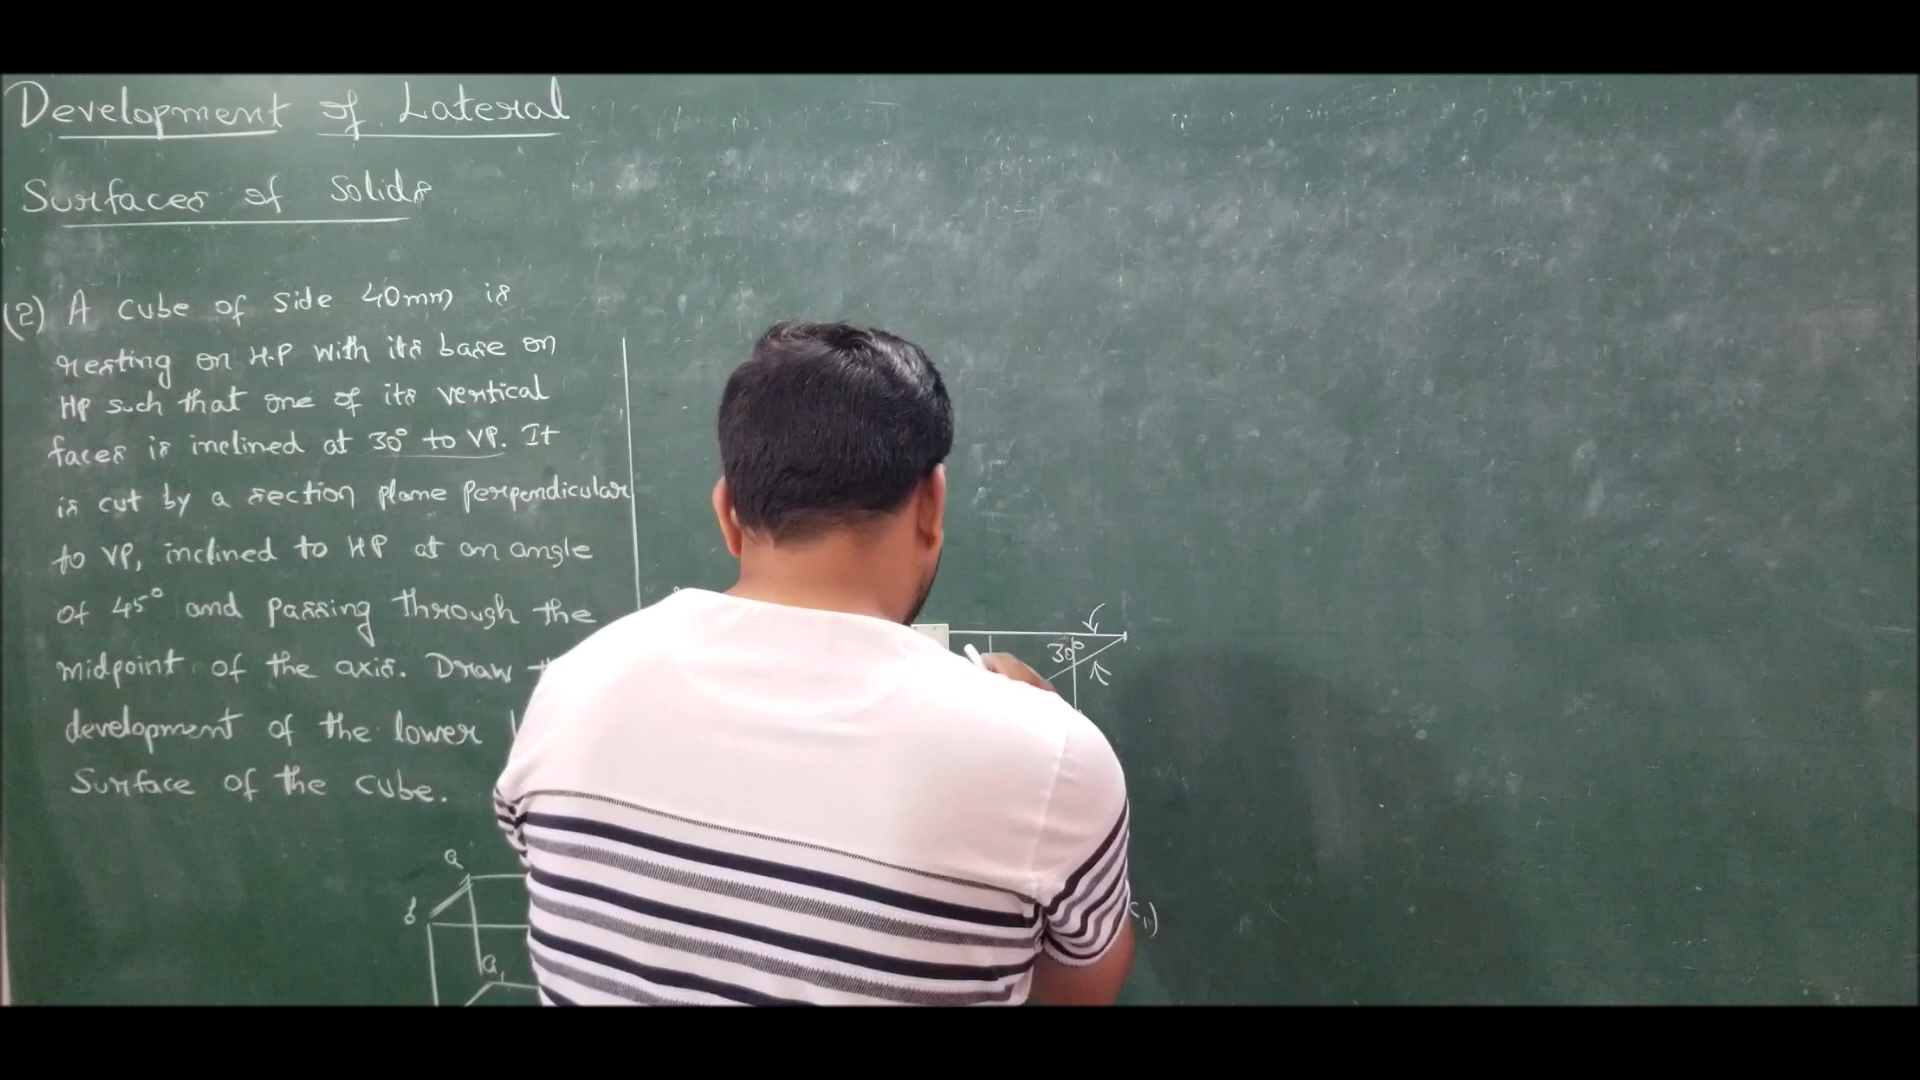 Development of Lateral
Surfaces of Solids
(2) A cube of side 40mm is
resting on H.P with its base on
HP such that one of its vertical
faces is inclined at 30° to VP. It
is cut by a section plane perpendicular
to VP, inclined to HP at an angle
of 45° and passing through the
midpoint of the axis. Draw
development of the lower
Surface of the cube.
30°
a
b
a₁
c₁)